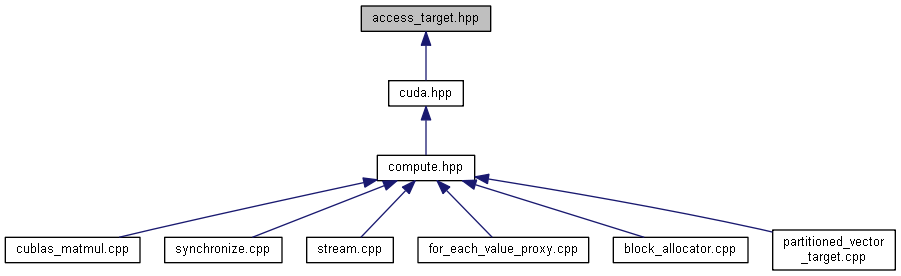 access_target.hpp
cuda.hpp
compute.hpp
cublas_matmul.cpp
synchronize.cpp
stream.cpp
for_each_value_proxy.cpp
block_allocator.cpp
partitioned_vector
_target.cpp